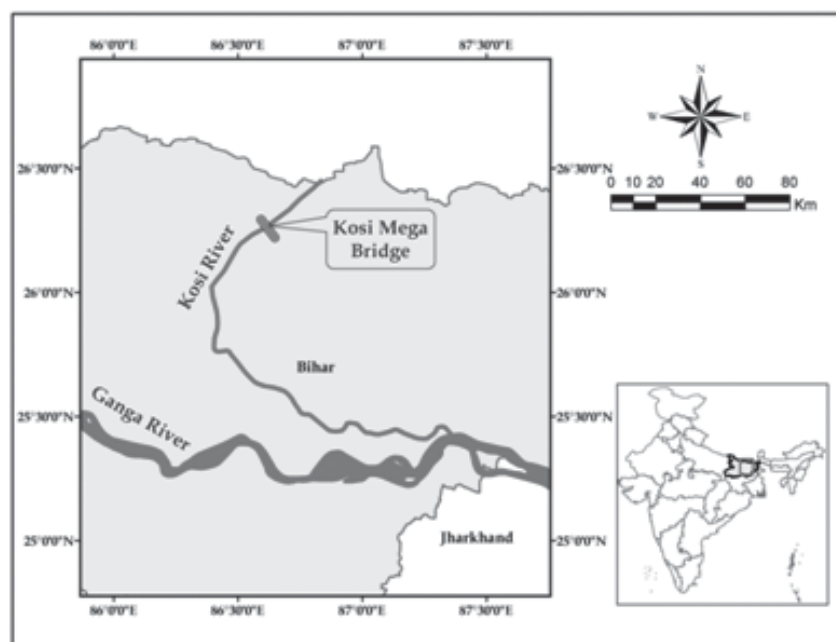 86°0'0"E 86°30'0"E 87°0'0"E 87°30'0"E
N
W E
S
26°30'0"N 26°30'0"N
0 10 20 40 60 80
Km
Kosi Mega
Bridge
Kosi River
26°0'0"N 26°0'0"N
Bihar
Ganga River
25°30'0"N 25°30'0"N
25°0'0"N 25°0'0"N
Jharkhand
86°0'0"E 86°30'0"E 87°0'0"E 87°30'0"E